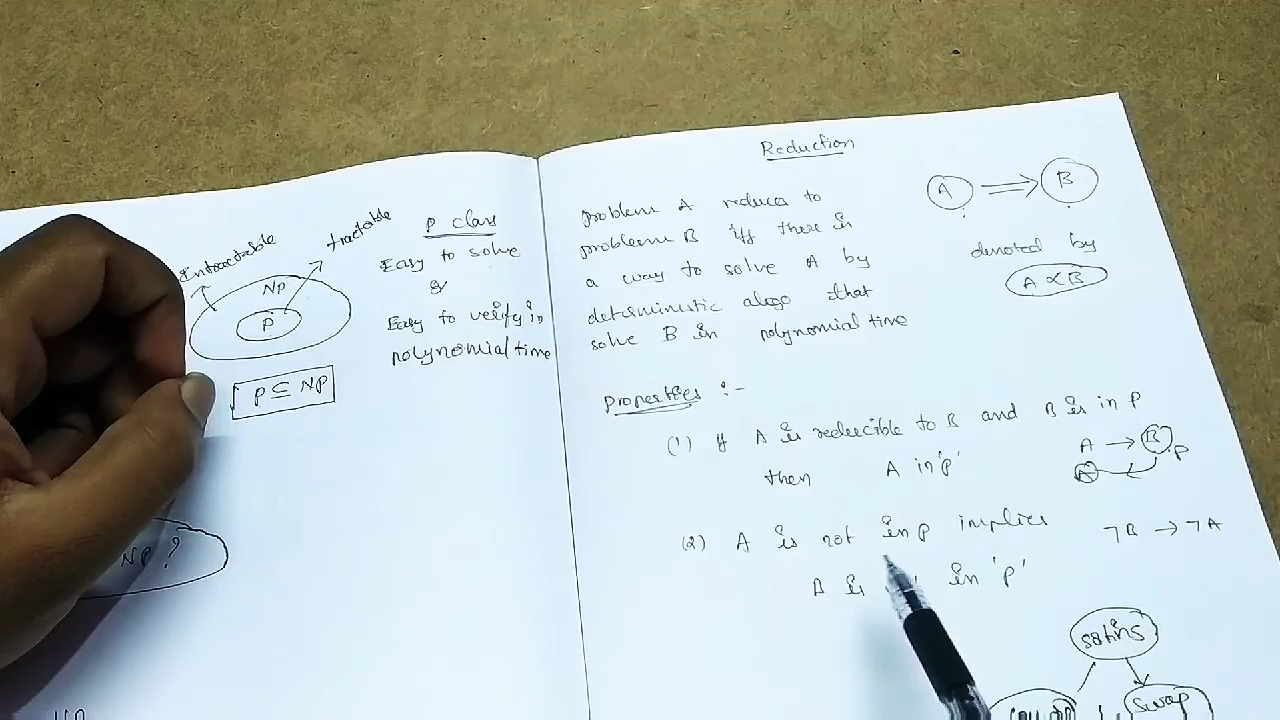 Intractable
tractable
NP
P
P ⊆ NP
NP ?
P class
Easy to solve
&
Easy to verify in
polynomial time
Reduction
problem A reduces to
problem B iff there is
a way to solve A by
deterministic algo that
solve B in polynomial time
A ⇒ B
denoted by
A ∝ B
Properties :-
(1) if A is reducible to B and B is in P
then A in 'P'
A → B
P
A
(2) A is not in P implies
B is in 'P'
¬B → ¬A
satins
swap